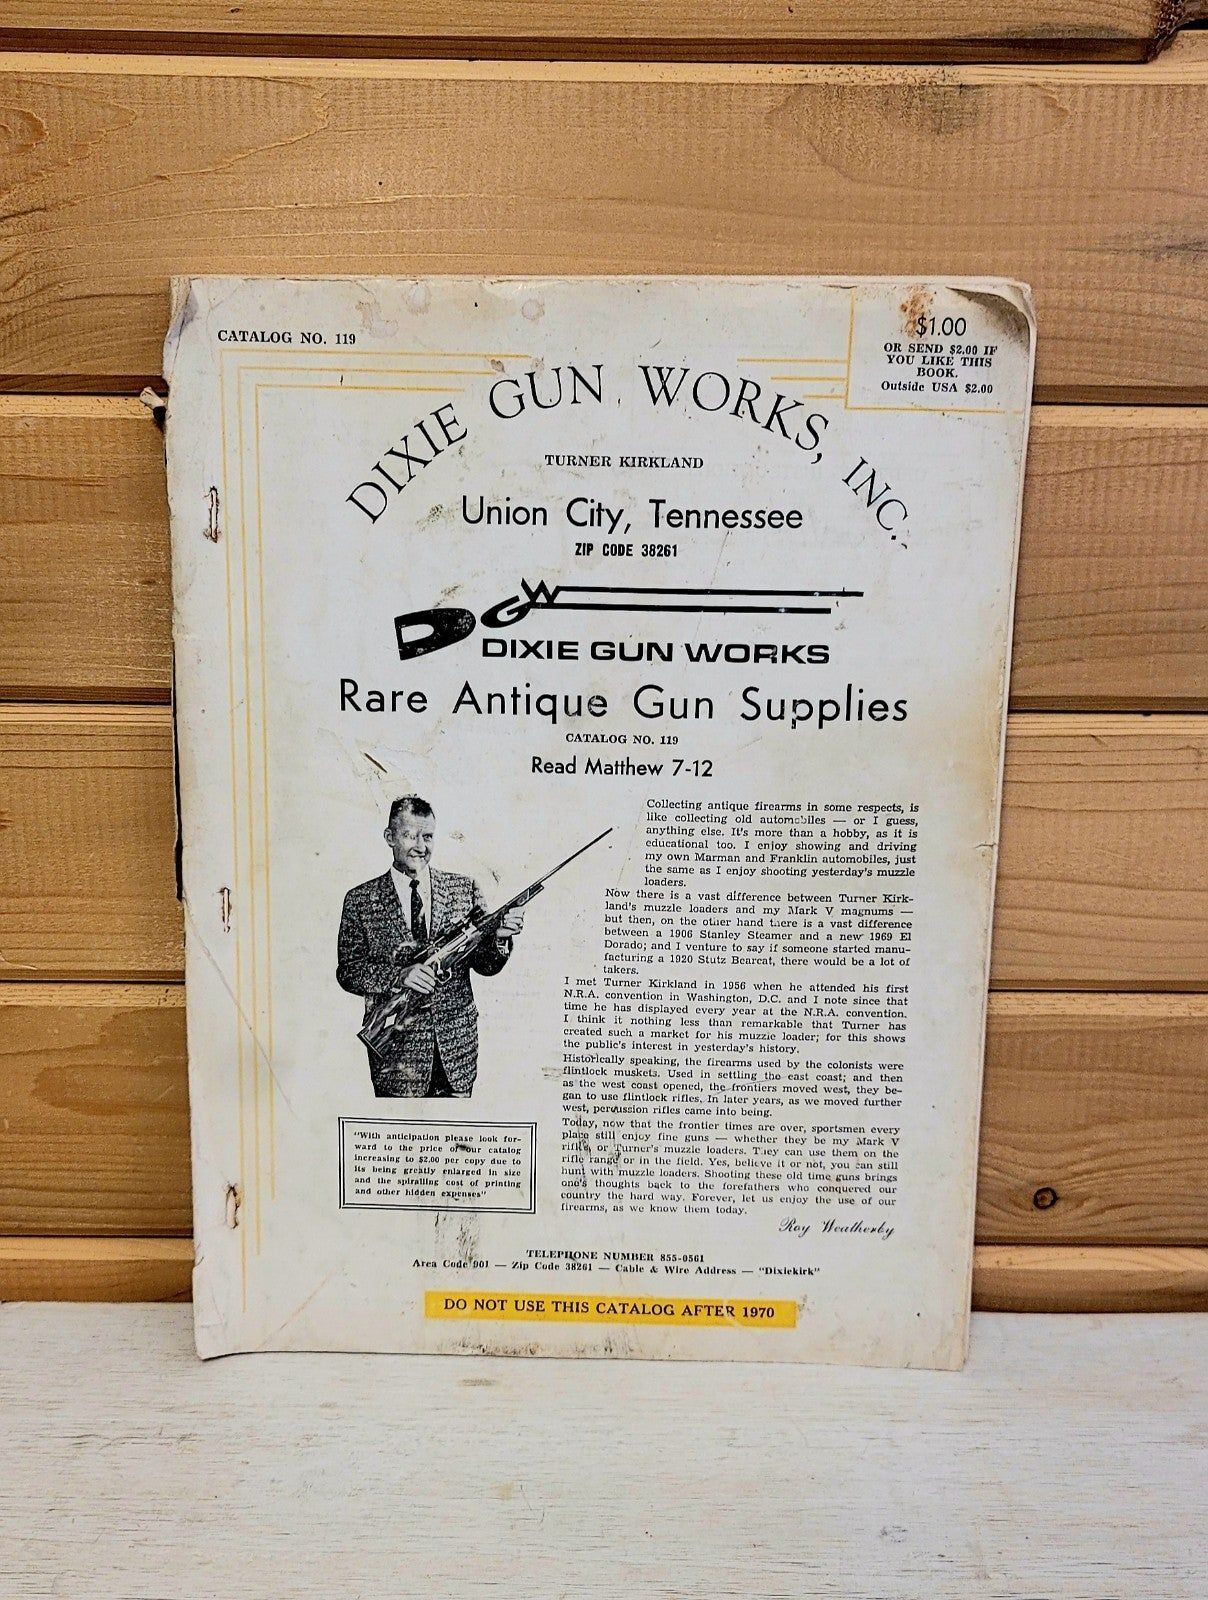 CATALOG NO. 119
$1.00
OR SEND $2.00 IF
YOU LIKE THIS
BOOK.
Outside USA $2.00
DIXIE GUN WORKS, INC.
TURNER KIRKLAND
Union City, Tennessee
ZIP CODE 38261
DGW
DIXIE GUN WORKS
Rare Antique Gun Supplies
CATALOG NO. 119
Read Matthew 7-12
Collecting antique firearms in some respects, is
like collecting old automobiles — or I guess,
anything else. It's more than a hobby, as it is
educational too. I enjoy showing and driving
my own Marman and Franklin automobiles, just
the same as I enjoy shooting yesterday's muzzle
loaders.
Now there is a vast difference between Turner Kirk-
land's muzzle loaders and my Mark V magnums —
but then, on the other hand there is a vast difference
between a 1906 Stanley Steamer and a new 1969 El
Dorado; and I venture to say if someone started manu-
facturing a 1920 Stutz Bearcat, there would be a lot of
takers.
I met Turner Kirkland in 1956 when he attended his first
N.R.A. convention in Washington, D.C. and I note since that
time he has displayed every year at the N.R.A. convention.
I think it nothing less than remarkable that Turner has
created such a market for his muzzle loader; for this shows
the public's interest in yesterday's history.
Historically speaking, the firearms used by the colonists were
flintlock muskets. Used in settling the east coast; and then
as the west coast opened, the frontiers moved west, they be-
gan to use flintlock rifles. In later years, as we moved further
west, percussion rifles came into being.
Today, now that the frontier times are over, sportsmen every
place still enjoy fine guns — whether they be my Mark V
rifles or Turner's muzzle loaders. They can use them on the
rifle range or in the field. Yes, believe it or not, you can still
hunt with muzzle loaders. Shooting these old time guns brings
one's thoughts back to the forefathers who conquered our
country the hard way. Forever, let us enjoy the use of our
firearms, as we know them today.
Roy Weatherby
"With anticipation please look for-
ward to the price of our catalog
increasing to $2.00 per copy due to
its being greatly enlarged in size
and the spiralling cost of printing
and other hidden expenses"
TELEPHONE NUMBER 855-0561
Area Code 901 — Zip Code 38261 — Cable & Wire Address — "Dixiekirk"
DO NOT USE THIS CATALOG AFTER 1970